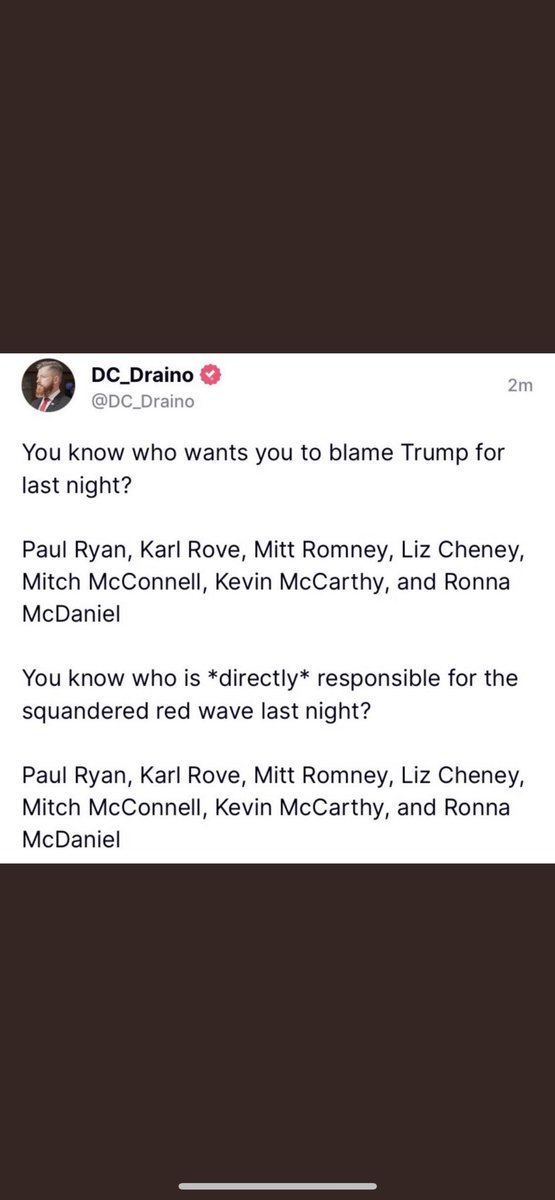 DC_Draino
@DC_Draino
2m
You know who wants you to blame Trump for
last night?
Paul Ryan, Karl Rove, Mitt Romney, Liz Cheney,
Mitch McConnell, Kevin McCarthy, and Ronna
McDaniel
You know who is *directly* responsible for the
squandered red wave last night?
Paul Ryan, Karl Rove, Mitt Romney, Liz Cheney,
Mitch McConnell, Kevin McCarthy, and Ronna
McDaniel